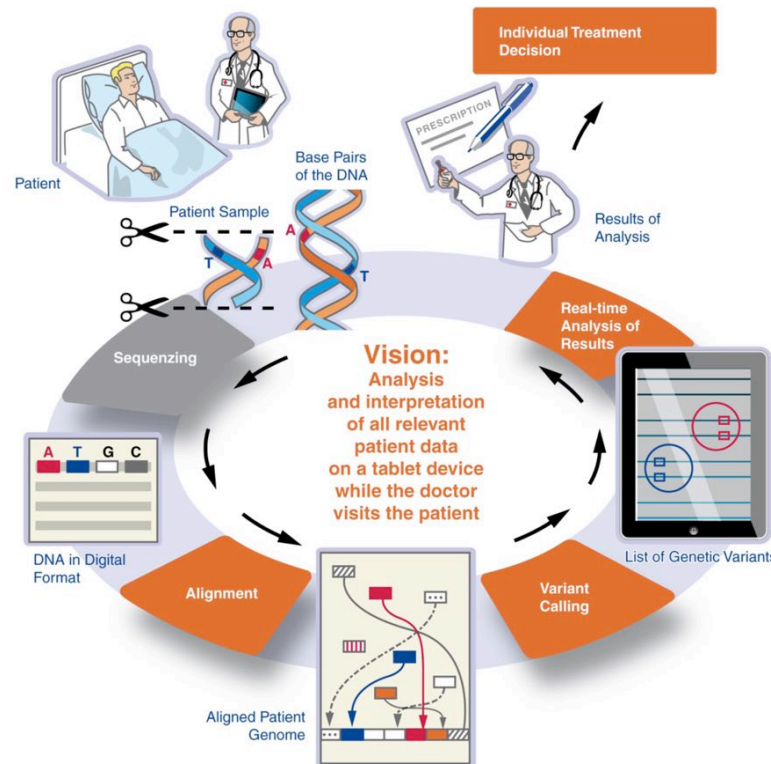 Individual Treatment
Decision
PRESCRIPTION
Patient
Base Pairs
of the DNA
Patient Sample
A
T
A
T
Results of
Analysis
Sequenzing
Real-time
Analysis of
Results
Vision:
Analysis
and interpretation
of all relevant
patient data
on a tablet device
while the doctor
visits the patient
A T G C
DNA in Digital
Format
List of Genetic Variants
Alignment
Variant
Calling
Aligned Patient
Genome